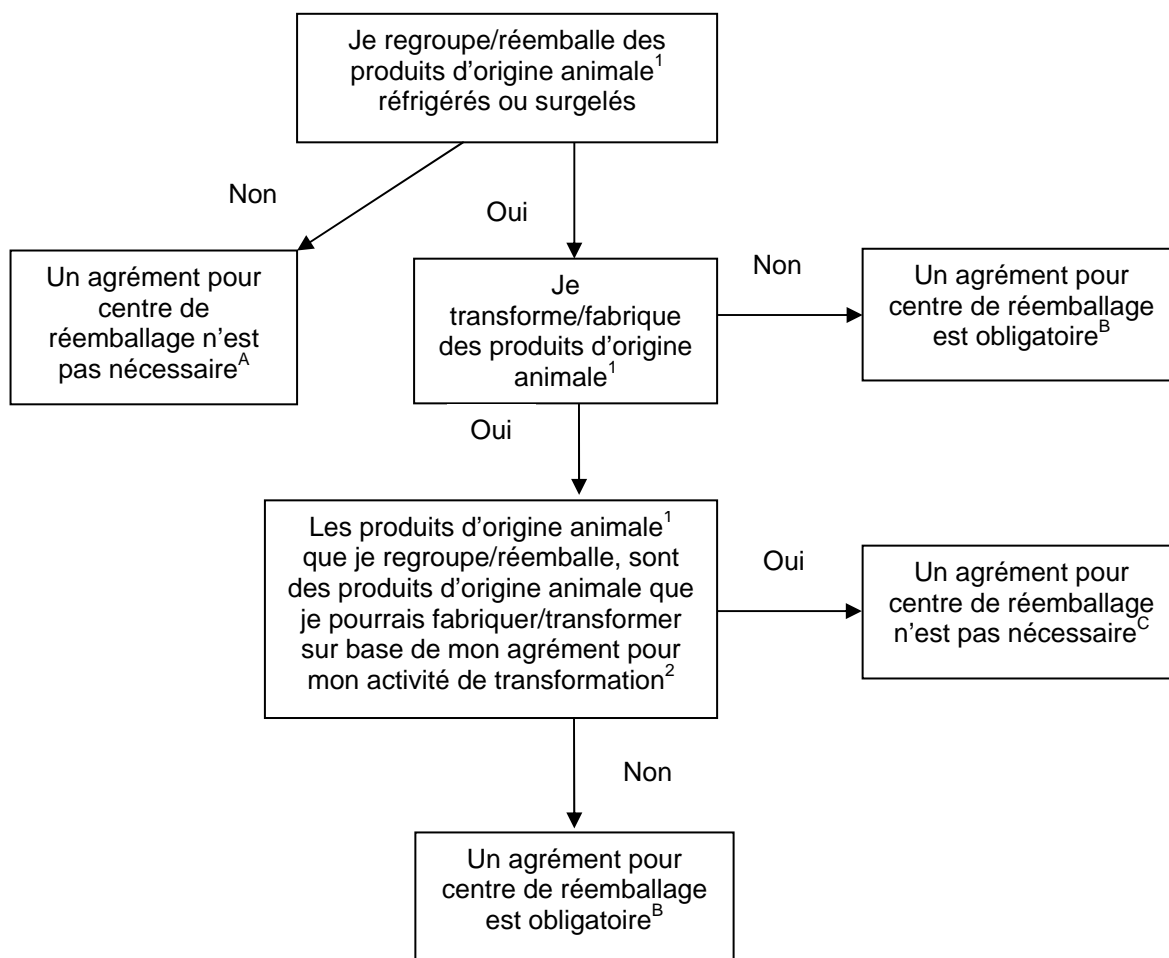 Je regroupe/réemballe des
produits d'origine animale1
réfrigérés ou surgelés
Non
Oui
Un agrément pour
centre de
réemballage n'est
pas nécessaireA
Je
transforme/fabrique
des produits d'origine
animale1
Non
Un agrément pour
centre de réemballage
est obligatoireB
Oui
Les produits d'origine animale1
que je regroupe/réemballe, sont
des produits d'origine animale que
je pourrais fabriquer/transformer
sur base de mon agrément pour
mon activité de transformation2
Oui
Un agrément pour
centre de réemballage
n'est pas nécessaireC
Non
Un agrément pour
centre de réemballage
est obligatoireB